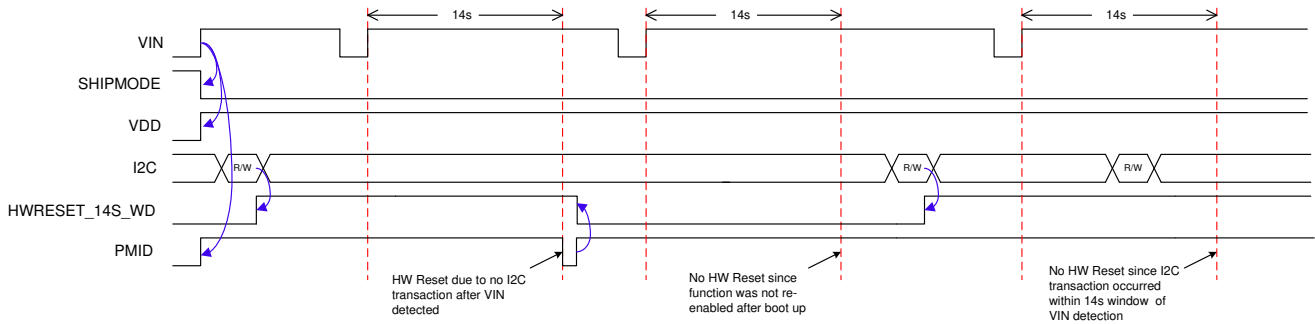 14s
14s
14s
VIN
SHIPMODE
VDD
I2C
R/W
R/W
R/W
HWRESET_14S_WD
PMID
HW Reset due to no I2C
transaction after VIN
detected
No HW Reset since
function was not re-
enabled after boot up
No HW Reset since I2C
transaction occurred
within 14s window of
VIN detection